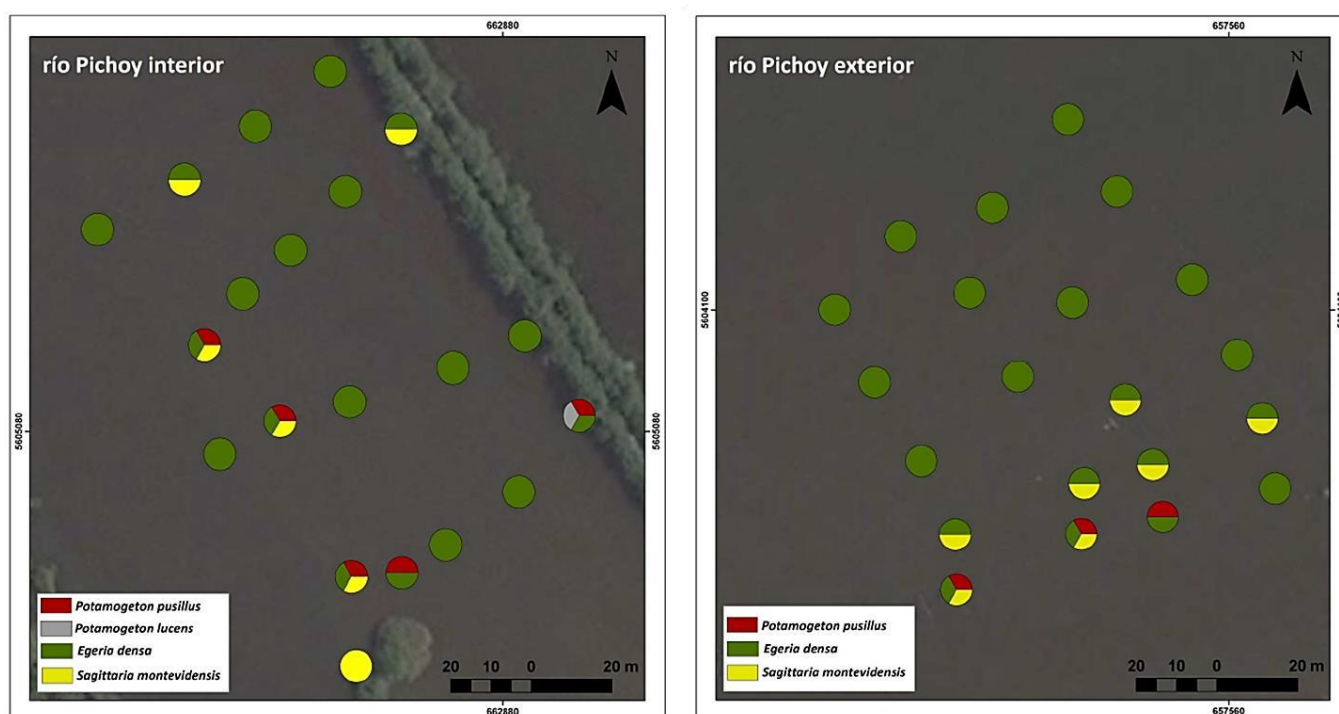 662880
río Pichoy interior
N
5605080
5605080
Potamogeton pusillus
Potamogeton lucens
Egeria densa
Sagittaria montevidensis
20 10 0 20 m
662880
657560
río Pichoy exterior
N
5604100
Potamogeton pusillus
Egeria densa
Sagittaria montevidensis
20 10 0 20 m
657560